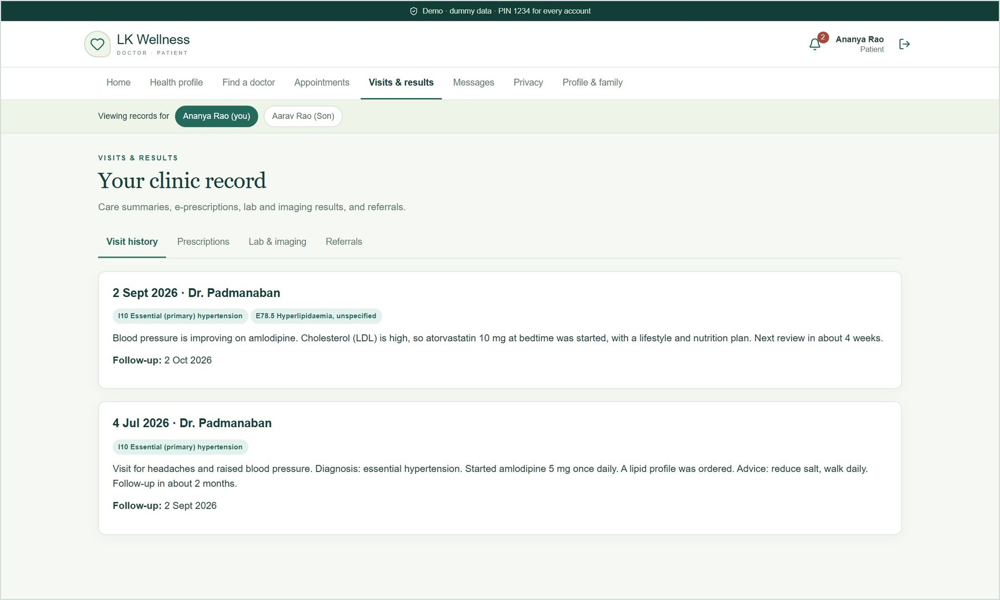 Demo · dummy data · PIN 1234 for every account
LK Wellness
DOCTOR · PATIENT
2
Ananya Rao
Patient
Home Health profile Find a doctor Appointments Visits & results Messages Privacy Profile & family
Viewing records for Ananya Rao (you) Aarav Rao (Son)
VISITS & RESULTS
Your clinic record
Care summaries, e-prescriptions, lab and imaging results, and referrals.
Visit history Prescriptions Lab & imaging Referrals
2 Sept 2026 · Dr. Padmanaban
I10 Essential (primary) hypertension E78.5 Hyperlipidaemia, unspecified
Blood pressure is improving on amlodipine. Cholesterol (LDL) is high, so atorvastatin 10 mg at bedtime was started, with a lifestyle and nutrition plan. Next review in about 4 weeks.
Follow-up: 2 Oct 2026
4 Jul 2026 · Dr. Padmanaban
I10 Essential (primary) hypertension
Visit for headaches and raised blood pressure. Diagnosis: essential hypertension. Started amlodipine 5 mg once daily. A lipid profile was ordered. Advice: reduce salt, walk daily.
Follow-up in about 2 months.
Follow-up: 2 Sept 2026